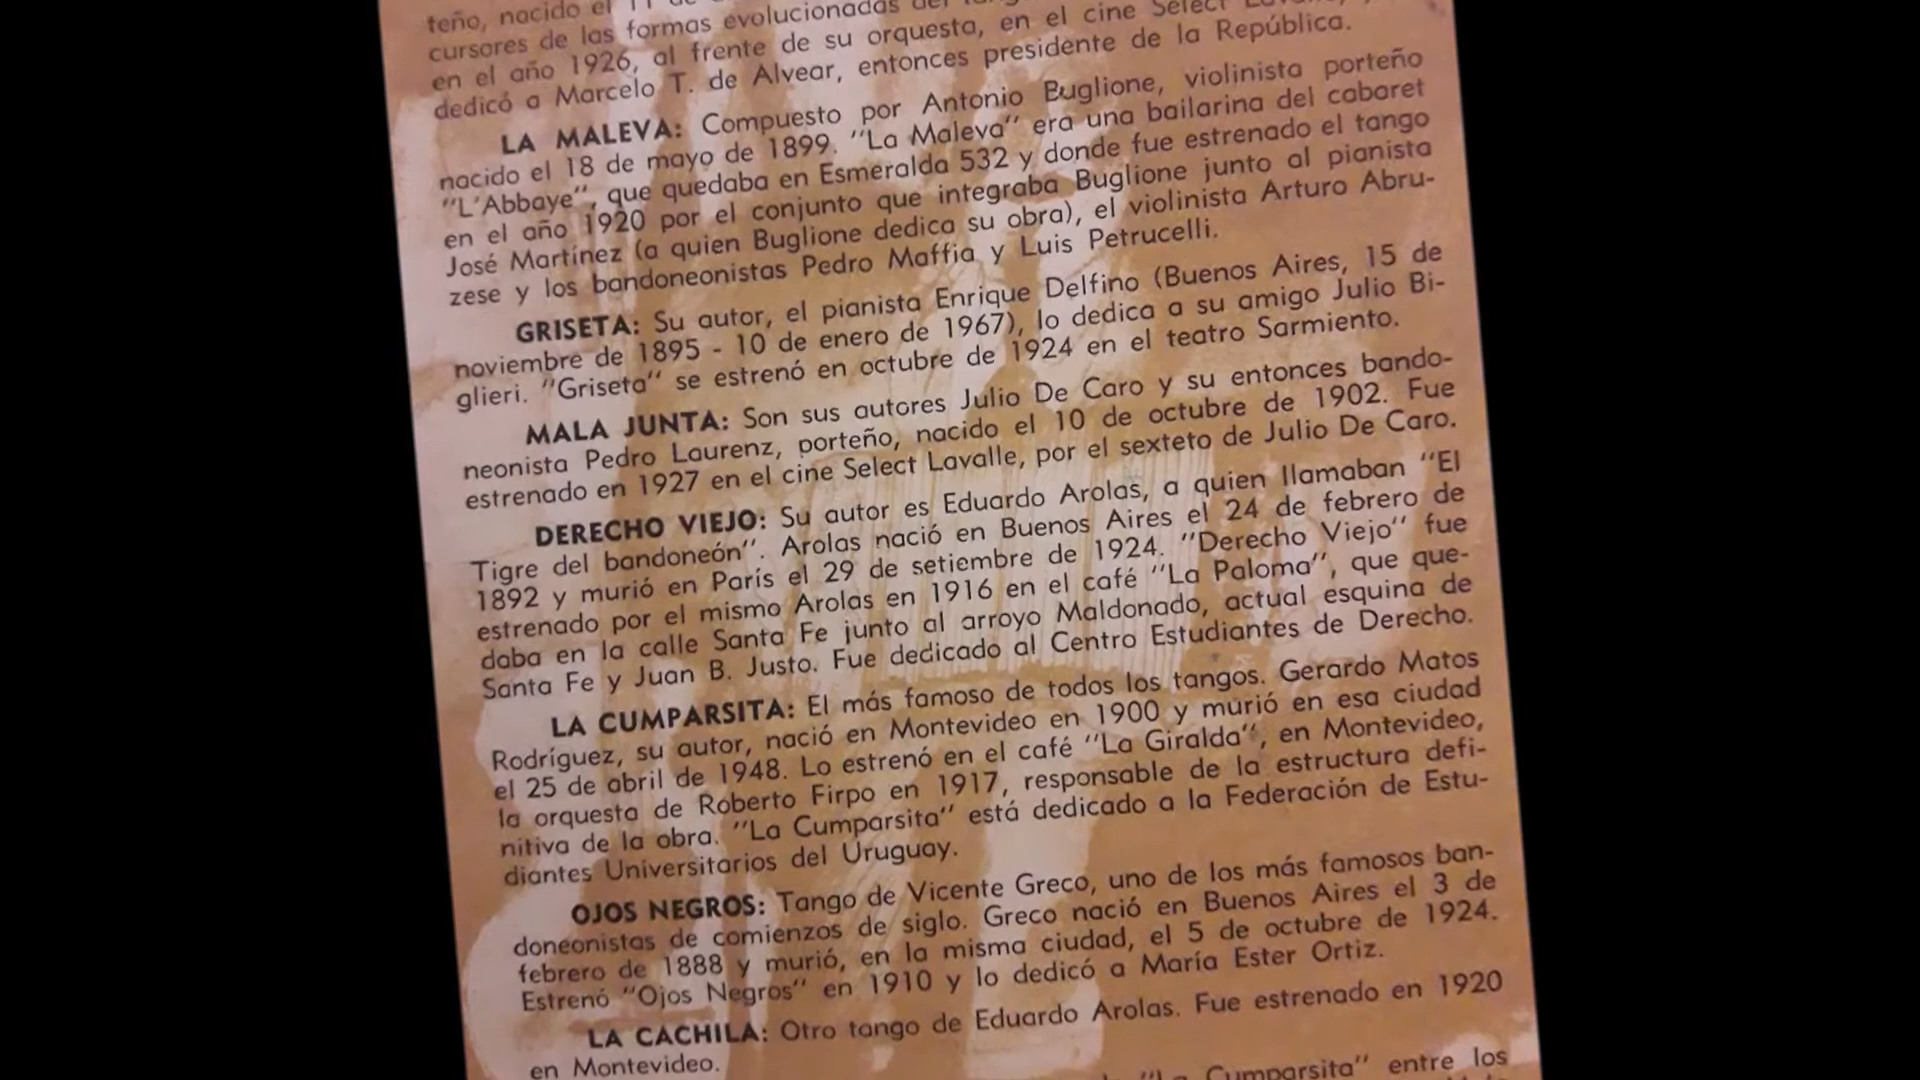 teño, nacido el 11 de
cursores de las formas evolucionadas del en el cine Select
en el año 1926, al frente de su orquesta, en el cine Select
dedicó a Marcelo T. de Alvear, entonces presidente de la República.
LA MALEVA: Compuesto por Antonio Buglione, violinista porteño
nacido el 18 de mayo de 1899. "La Maleva" era una bailarina del cabaret
"L'Abbaye", que quedaba en Esmeralda 532 y donde fue estrenado el tango
en el año 1920 por el conjunto que integraba Buglione junto al pianista
José Martínez (a quien Buglione dedica su obra), el violinista Arturo Abru-
zese y los bandoneonistas Pedro Maffia y Luis Petrucelli.
GRISETA: Su autor, el pianista Enrique Delfino (Buenos Aires, 15 de
noviembre de 1895 - 10 de enero de 1967), lo dedica a su amigo Julio Bi-
glieri. "Griseta" se estrenó en octubre de 1924 en el teatro Sarmiento.
MALA JUNTA: Son sus autores Julio De Caro y su entonces bando-
neonista Pedro Laurenz, porteño, nacido el 10 de octubre de 1902. Fue
estrenado en 1927 en el cine Select Lavalle, por el sexteto de Julio De Caro.
DERECHO VIEJO: Su autor es Eduardo Arolas, a quien llamaban "El
Tigre del bandoneón". Arolas nació en Buenos Aires el 24 de febrero de
1892 y murió en París el 29 de setiembre de 1924. "Derecho Viejo" fue
estrenado por el mismo Arolas en 1916 en el café "La Paloma", que que-
daba en la calle Santa Fe junto al arroyo Maldonado, actual esquina de
Santa Fe y Juan B. Justo. Fue dedicado al Centro Estudiantes de Derecho.
LA CUMPARSITA: El más famoso de todos los tangos. Gerardo Matos
Rodríguez, su autor, nació en Montevideo en 1900 y murió en esa ciudad
el 25 de abril de 1948. Lo estrenó en el café "La Giralda", en Montevideo,
la orquesta de Roberto Firpo en 1917, responsable de la estructura defi-
nitiva de la obra. "La Cumparsita" está dedicado a la Federación de Estu-
diantes Universitarios del Uruguay.
OJOS NEGROS: Tango de Vicente Greco, uno de los más famosos ban-
doneonistas de comienzos de siglo. Greco nació en Buenos Aires el 3 de
febrero de 1888 y murió, en la misma ciudad, el 5 de octubre de 1924.
Estrenó "Ojos Negros" en 1910 y lo dedicó a María Ester Ortiz.
LA CACHILA: Otro tango de Eduardo Arolas. Fue estrenado en 1920
en Montevideo.
"La Cumparsita" entre los